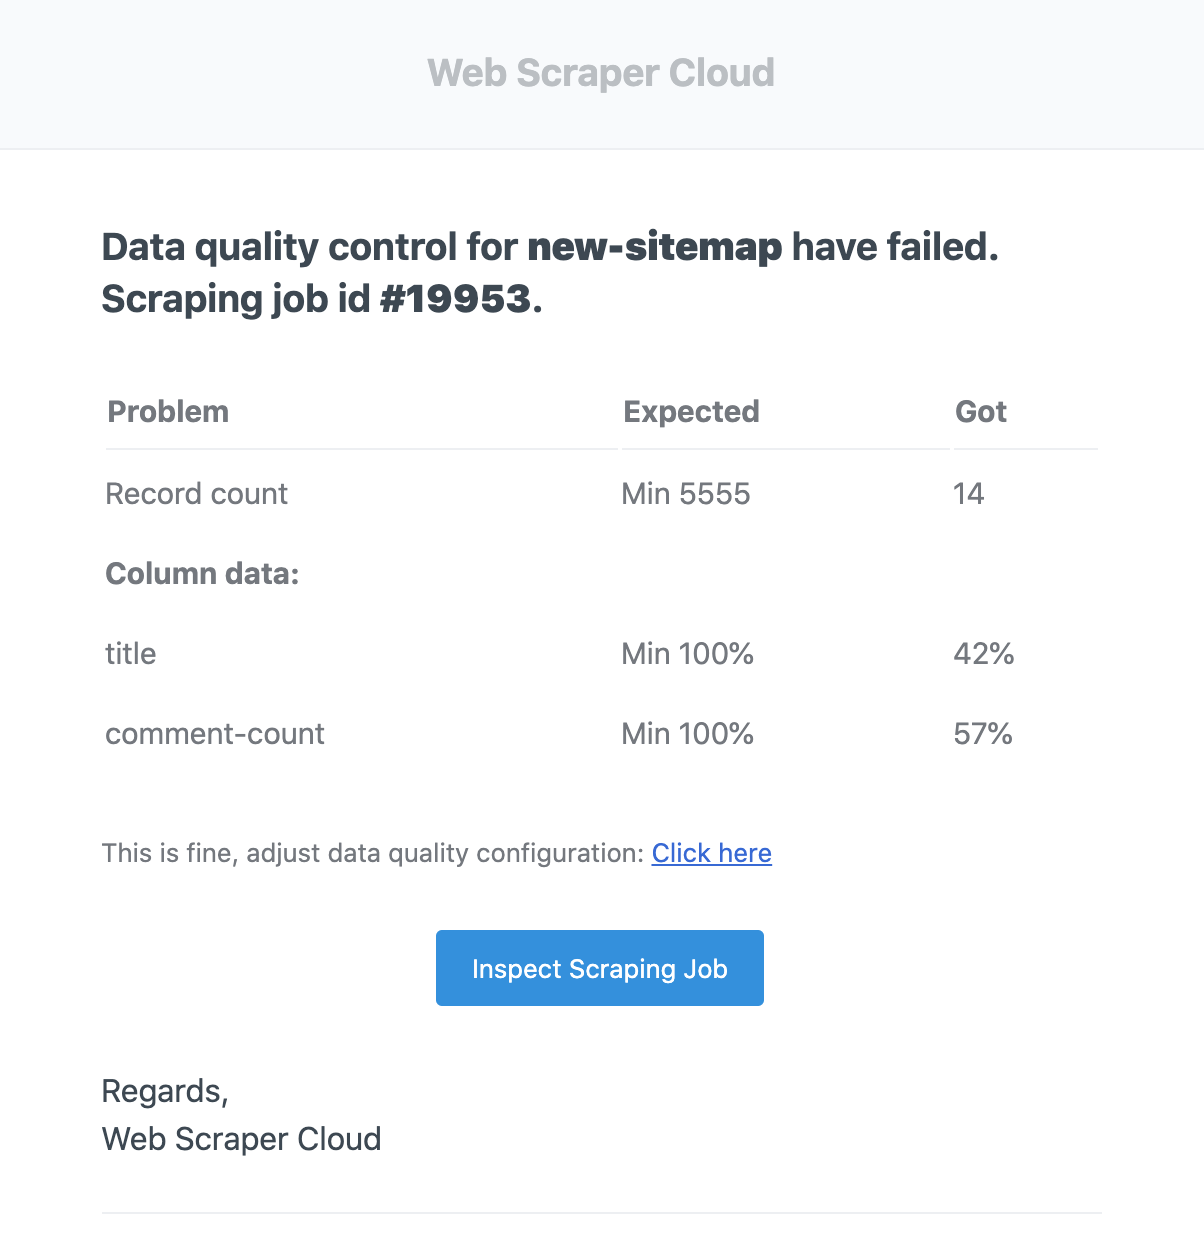 Web Scraper Cloud
Data quality control for new-sitemap have failed.
Scraping job id #19953.
Problem Expected Got
Record count Min 5555 14
Column data:
title Min 100% 42%
comment-count Min 100% 57%
This is fine, adjust data quality configuration: Click here
Inspect Scraping Job
Regards,
Web Scraper Cloud